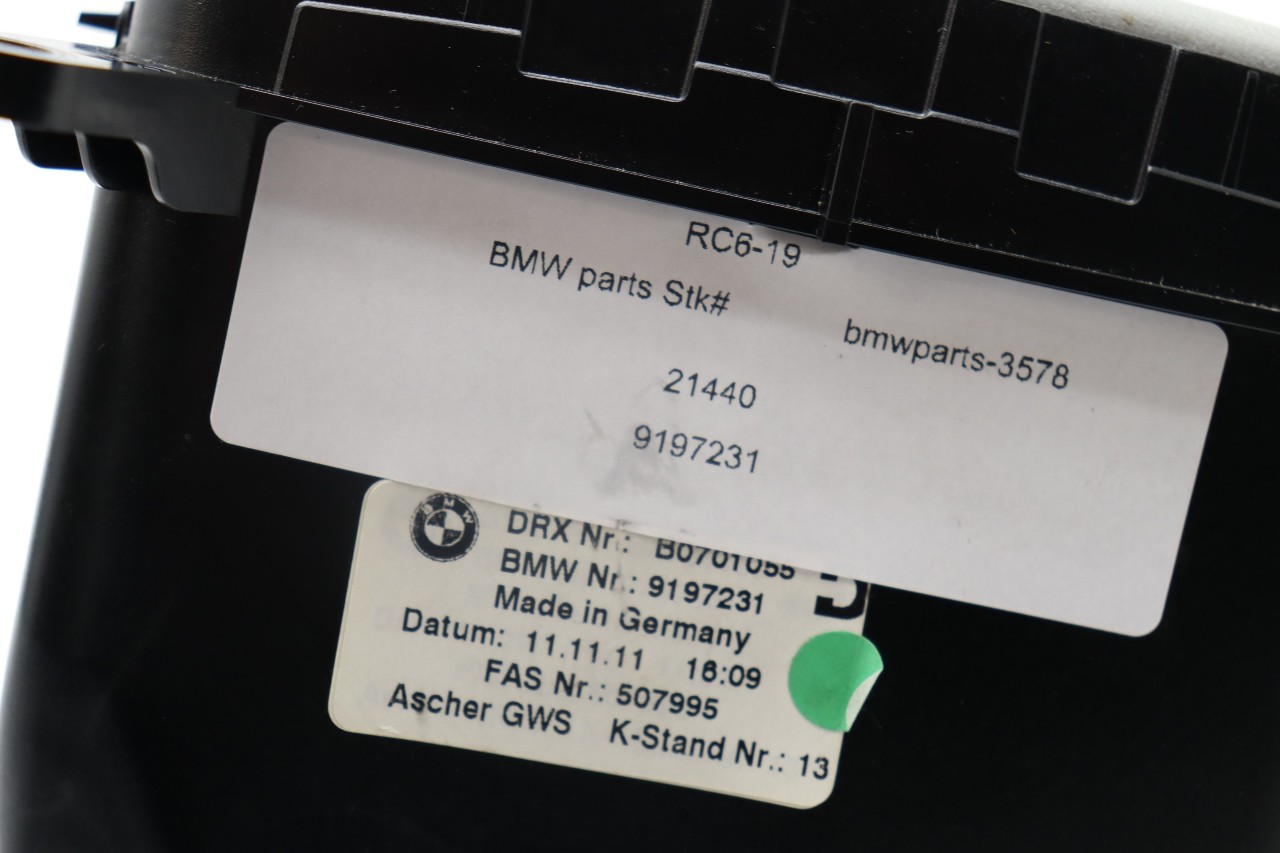 RC6-19
BMW parts Stk#
bmwparts-3578
21440
9197231
BMW
DRX Nr.: B0701055
BMW Nr.: 9197231
Made in Germany
Datum: 11.11.11 16:09
FAS Nr.: 507995
Ascher GWS K-Stand Nr.: 13